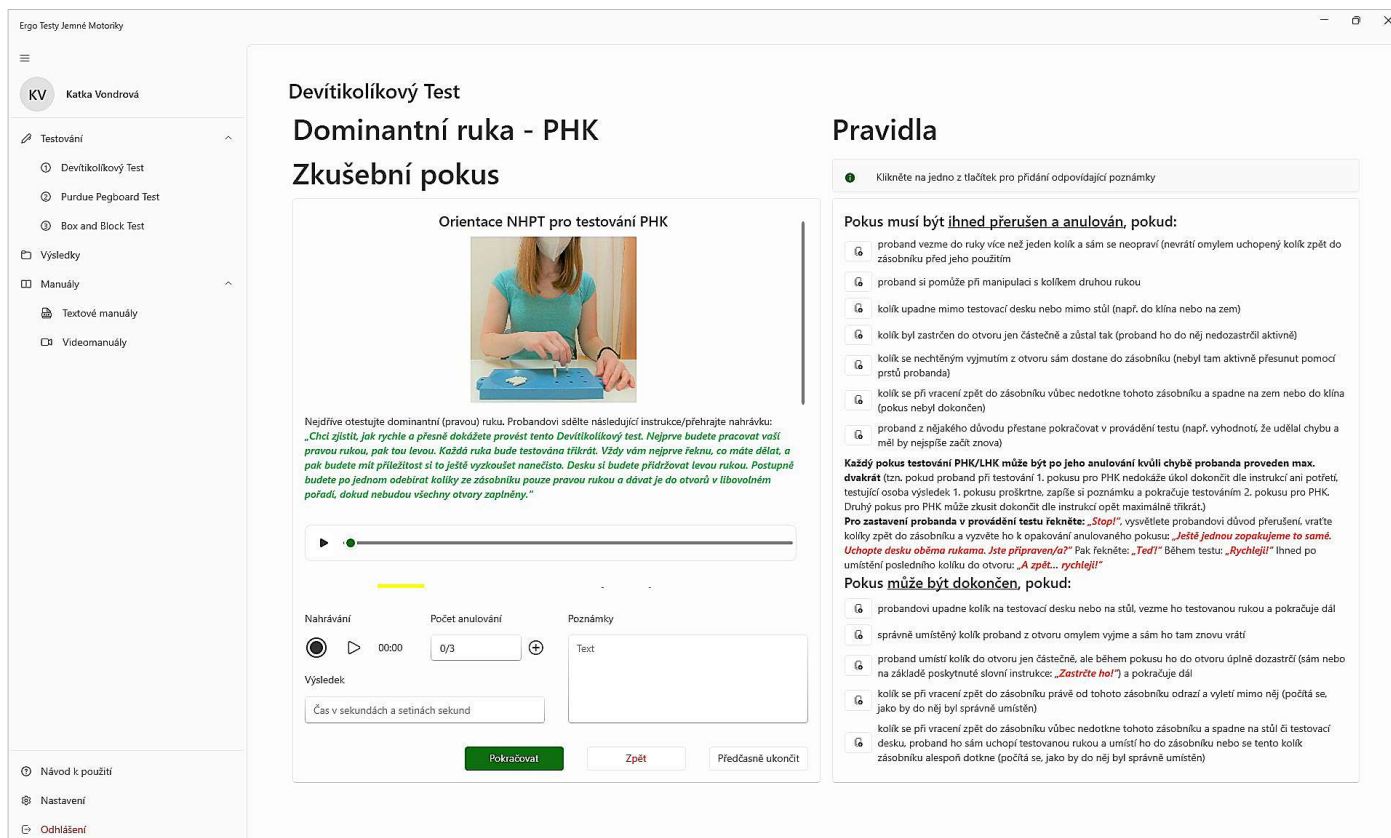 Ergo Testy Jemné Motoriky
KV
Katka Vondrová
Testování
1 Devítikolíkový Test
2 Purdue Pegboard Test
3 Box and Block Test
Výsledky
Manuály
Textové manuály
Videomanuály
Návod k použití
Nastavení
Odhlášení
Devítikolíkový Test
Dominantní ruka - PHK
Zkušební pokus
Orientace NHPT pro testování PHK
Nejdříve otestujte dominantní (pravou) ruku. Probandovi sdělte následující instrukce/přehrajte nahrávku:
„Chci zjistit, jak rychle a přesně dokážete provést tento Devítikolíkový test. Nejprve budete pracovat vaší
pravou rukou, pak tou levou. Každá ruka bude testována třikrát. Vždy vám nejprve řeknu, co máte dělat, a
pak budete mít příležitost si to ještě vyzkoušet nanečisto. Desku si budete přidržovat levou rukou. Postupně
budete po jednom odebírat kolíky ze zásobníku pouze pravou rukou a dávat je do otvorů v libovolném
pořadí, dokud nebudou všechny otvory zaplněny.“
Nahrávání
Počet anulování
Poznámky
00:00
0/3
Text
Výsledek
Čas v sekundách a setinách sekund
Pokračovat
Zpět
Předčasně ukončit
Pravidla
Klikněte na jedno z tlačítek pro přidání odpovídající poznámky
Pokus musí být ihned přerušen a anulován, pokud:
proband vezme do ruky více než jeden kolík a sám se neopraví (nevrátí omylem uchopený kolík zpět do
zásobníku před jeho použitím
proband si pomůže při manipulaci s kolíkem druhou rukou
kolík upadne mimo testovací desku nebo mimo stůl (např. do klína nebo na zem)
kolík byl zastrčen do otvoru jen částečně a zůstal tak (proband ho do něj nedozastrčil aktivně)
kolík se nechtěným vyjmutím z otvoru sám dostane do zásobníku (nebyl tam aktivně přesunut pomocí
prstů probanda)
kolík se při vracení zpět do zásobníku vůbec nedotkne tohoto zásobníku a spadne na zem nebo do klína
(pokus nebyl dokončen)
proband z nějakého důvodu přestane pokračovat v provádění testu (např. vyhodnotí, že udělal chybu a
měl by nejspíše začít znova)
Každý pokus testování PHK/LHK může být po jeho anulování kvůli chybě probanda proveden max.
dvakrát (tzn. pokud proband při testování 1. pokusu pro PHK nedokáže úkol dokončit dle instrukcí ani potřetí,
testující osoba výsledek 1. pokusu proškrtne, zapíše si poznámku a pokračuje testováním 2. pokusu pro PHK.
Druhý pokus pro PHK může zkusit dokončit dle instrukcí opět maximálně třikrát.)
Pro zastavení probanda v provádění testu řekněte: „Stop!“, vysvětlete probandovi důvod přerušení, vraťte
kolíky zpět do zásobníku a vyzvěte ho k opakování anulovaného pokusu: „Ještě jednou zopakujeme to samé.
Uchopte desku oběma rukama. Jste připraven/a?“ Pak řekněte: „Teď!“ Během testu: „Rychleji!“ Ihned po
umístění posledního kolíku do otvoru: „A zpět... rychleji!“
Pokus může být dokončen, pokud:
probandovi upadne kolík na testovací desku nebo na stůl, vezme ho testovanou rukou a pokračuje dál
správně umístěný kolík proband z otvoru omylem vyjme a sám ho tam znovu vrátí
proband umístí kolík do otvoru jen částečně, ale během pokusu ho do otvoru úplně dozastrčí (sám nebo
na základě poskytnuté slovní instrukce: „Zastrčte ho!“) a pokračuje dál
kolík se při vracení zpět do zásobníku právě od tohoto zásobníku odrazí a vyletí mimo něj (počítá se,
jako by do něj byl správně umístěn)
kolík se při vracení zpět do zásobníku vůbec nedotkne tohoto zásobníku a spadne na stůl či testovací
desku, proband ho sám uchopí testovanou rukou a umístí ho do zásobníku nebo se tento kolík
zásobníku alespoň dotkne (počítá se, jako by do něj byl správně umístěn)